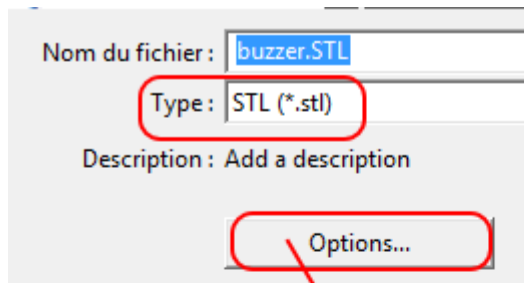 Nom du fichier : buzzer.STL
Type : STL (*.stl)
Description : Add a description
Options...